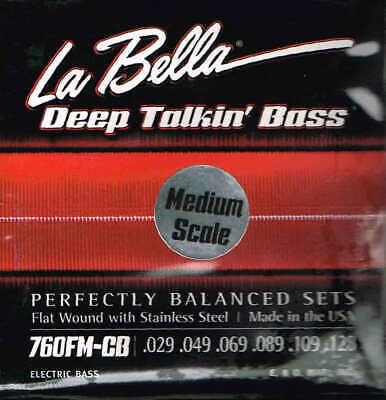 La Bella
Deep Talkin' Bass
Medium
Scale
PERFECTLY BALANCED SETS
Flat Wound with Stainless Steel | Made in the USA
760FM-CB .029 .049 .069 .089 .109 .128
ELECTRIC BASS